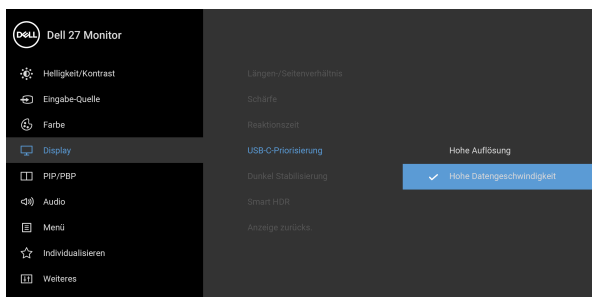 DELL Dell 27 Monitor
Helligkeit/Kontrast
Eingabe-Quelle
Farbe
Display
PIP/PBP
Audio
Menü
Individualisieren
Weiteres
Längen-/Seitenverhältnis
Schärfe
Reaktionszeit
USB-C-Priorisierung
Dunkel Stabilisierung
Smart HDR
Anzeige zurücks.
Hohe Auflösung
Hohe Datengeschwindigkeit